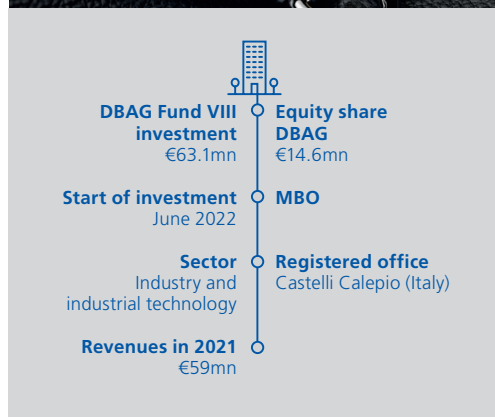 DBAG Fund VIII
investment
€63.1mn
Equity share
DBAG
€14.6mn
Start of investment
June 2022
MBO
Sector
Industry and
industrial technology
Registered office
Castelli Calepio (Italy)
Revenues in 2021
€59mn